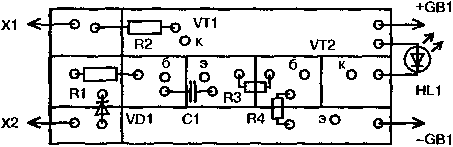 X1 R2 VT1 к VT2 +GB1
R1 б э R3 б к HL1
X2 VD1 C1 R4 э −GB1